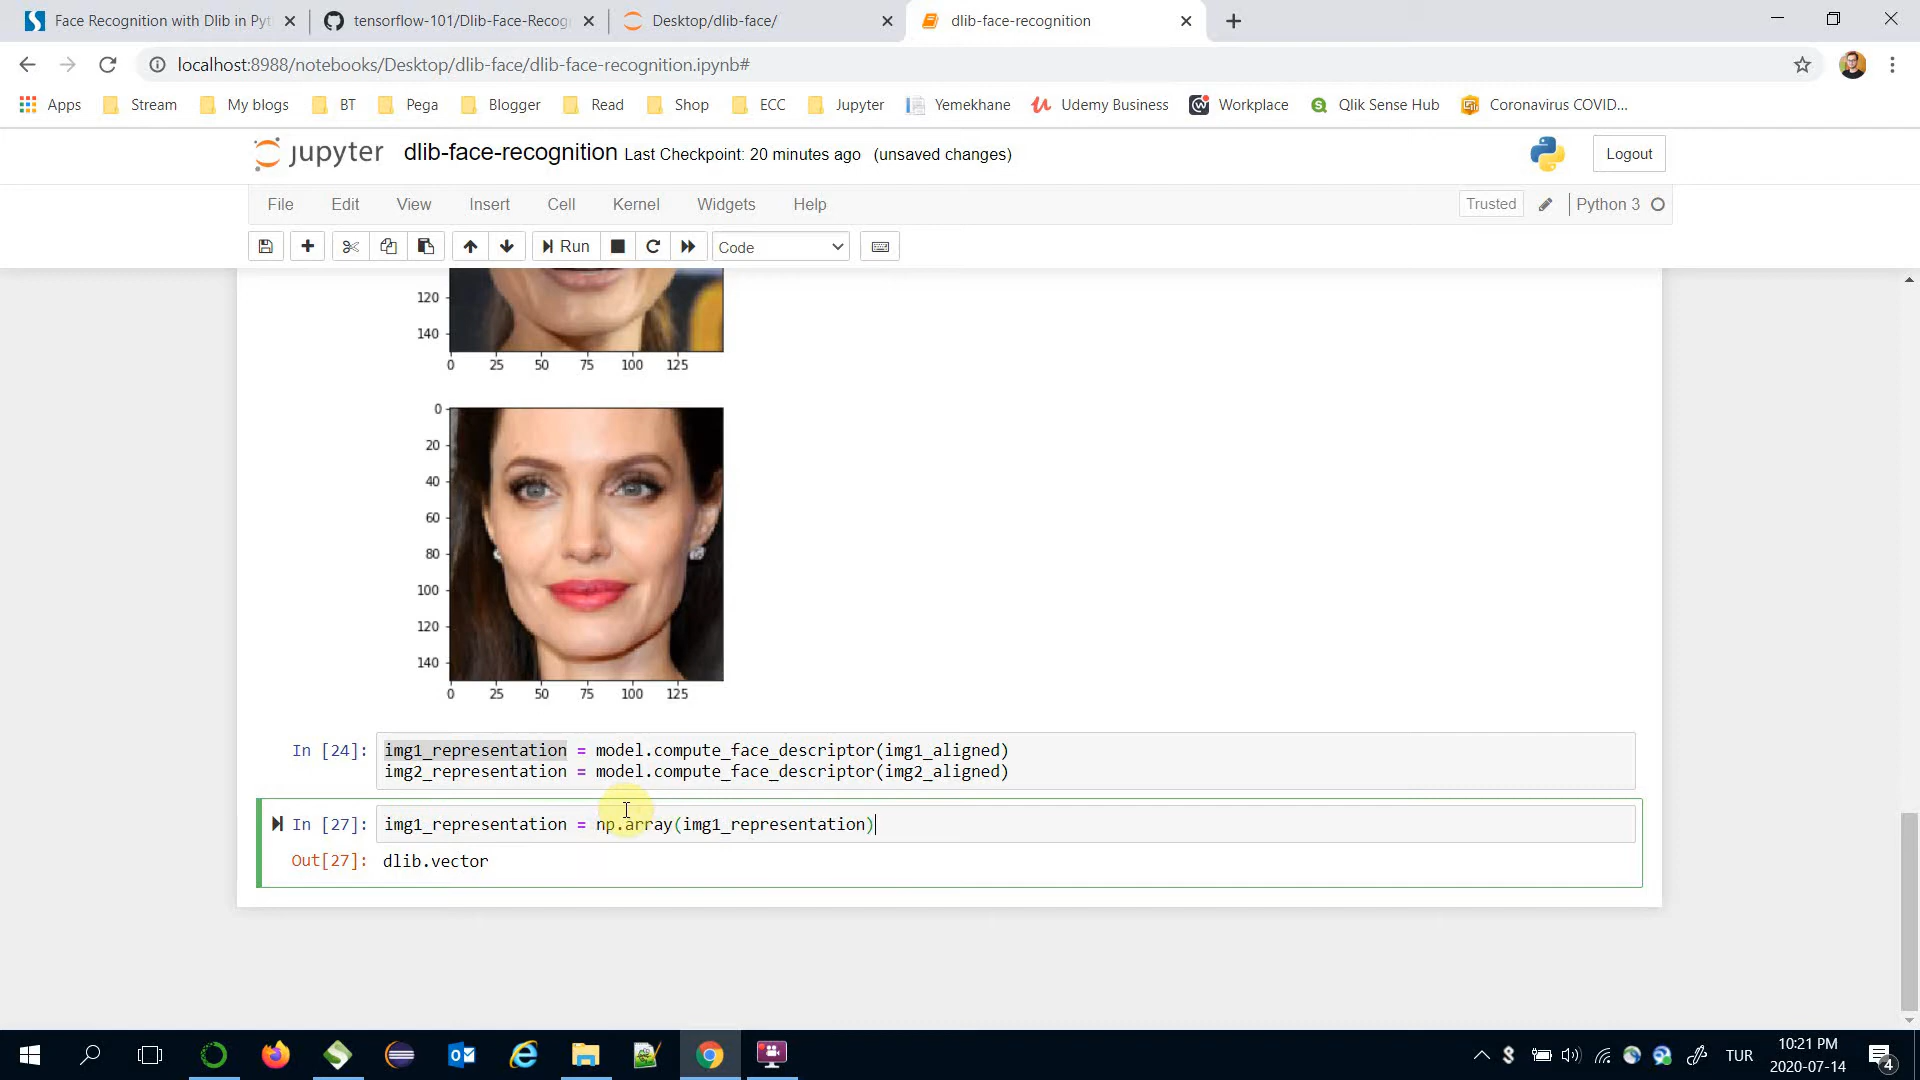 Face Recognition with Dlib in Pyt
tensorflow-101/Dlib-Face-Recog
Desktop/dlib-face/
dlib-face-recognition
localhost:8988/notebooks/Desktop/dlib-face/dlib-face-recognition.ipynb#
Apps Stream My blogs BT Pega Blogger Read Shop ECC Jupyter Yemekhane Udemy Business Workplace Qlik Sense Hub Coronavirus COVID...
jupyter dlib-face-recognition Last Checkpoint: 20 minutes ago (unsaved changes)
Logout
File Edit View Insert Cell Kernel Widgets Help
Trusted Python 3
Run Code
120
140
0 25 50 75 100 125
0
20
40
60
80
100
120
140
0 25 50 75 100 125
In [24]: img1_representation = model.compute_face_descriptor(img1_aligned)
img2_representation = model.compute_face_descriptor(img2_aligned)
In [27]: img1_representation = np.array(img1_representation)
Out[27]: dlib.vector
TUR
10:21 PM
2020-07-14
4